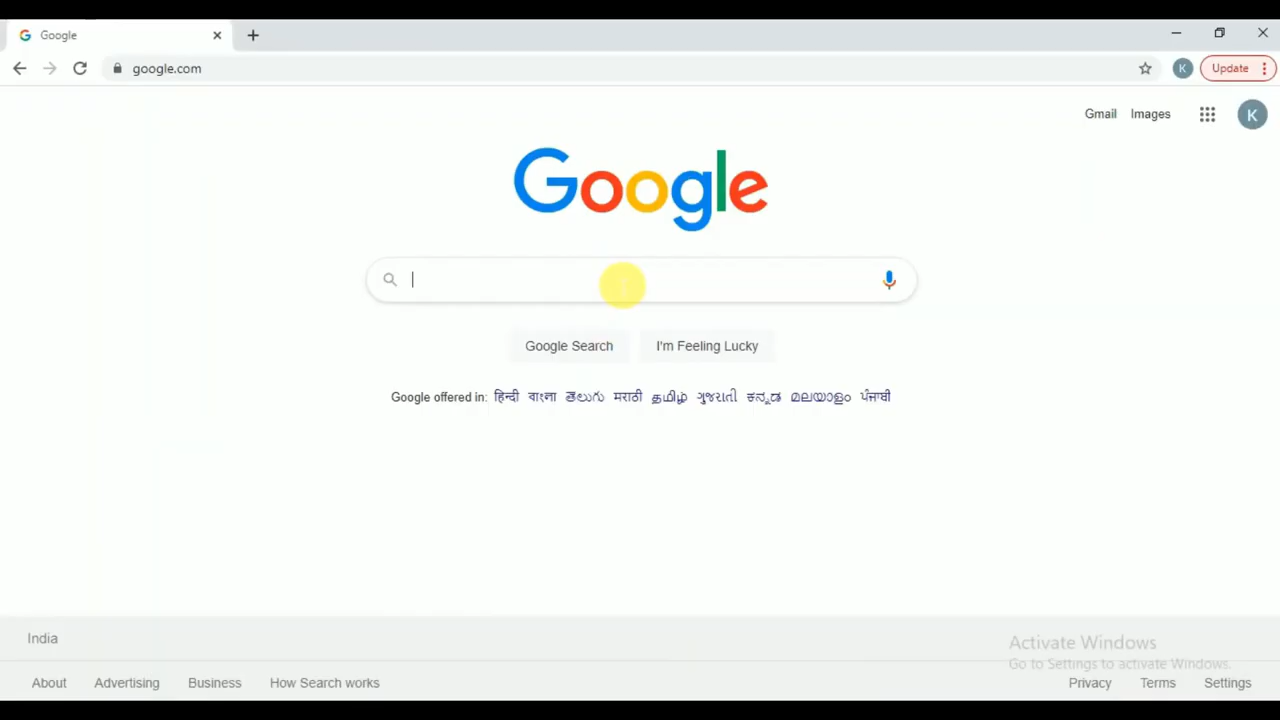 Google
google.com
K
Update
Gmail
Images
K
Google
Google Search
I'm Feeling Lucky
Google offered in: हिन्दी বাংলা తెలుగు मराठी தமிழ் ગુજરાતી ಕನ್ನಡ മലയാളം ਪੰਜਾਬੀ
India
Activate Windows
Go to Settings to activate Windows.
About
Advertising
Business
How Search works
Privacy
Terms
Settings